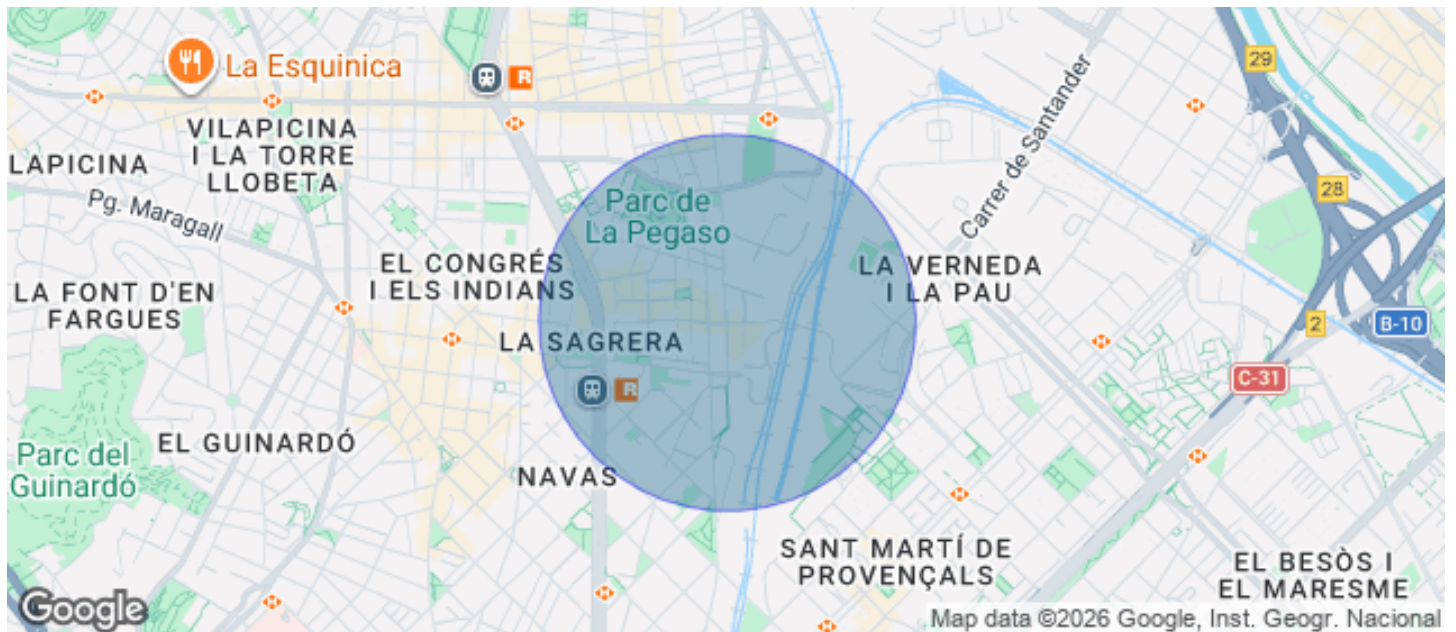 La Esquinica
R
29
VILAPICINA
I LA TORRE
LLOBETA
LAPICINA
Carrer de Santander
28
Pg. Maragall
Parc de
La Pegaso
EL CONGRÉS
I ELS INDIANS
LA VERNEDA
I LA PAU
LA FONT D'EN
FARGUES
2
B-10
LA SAGRERA
C-31
R
EL GUINARDÓ
Parc del
Guinardó
NAVAS
SANT MARTÍ DE
PROVENÇALS
EL BESÒS I
EL MARESME
Google
Map data ©2026 Google, Inst. Geogr. Nacional